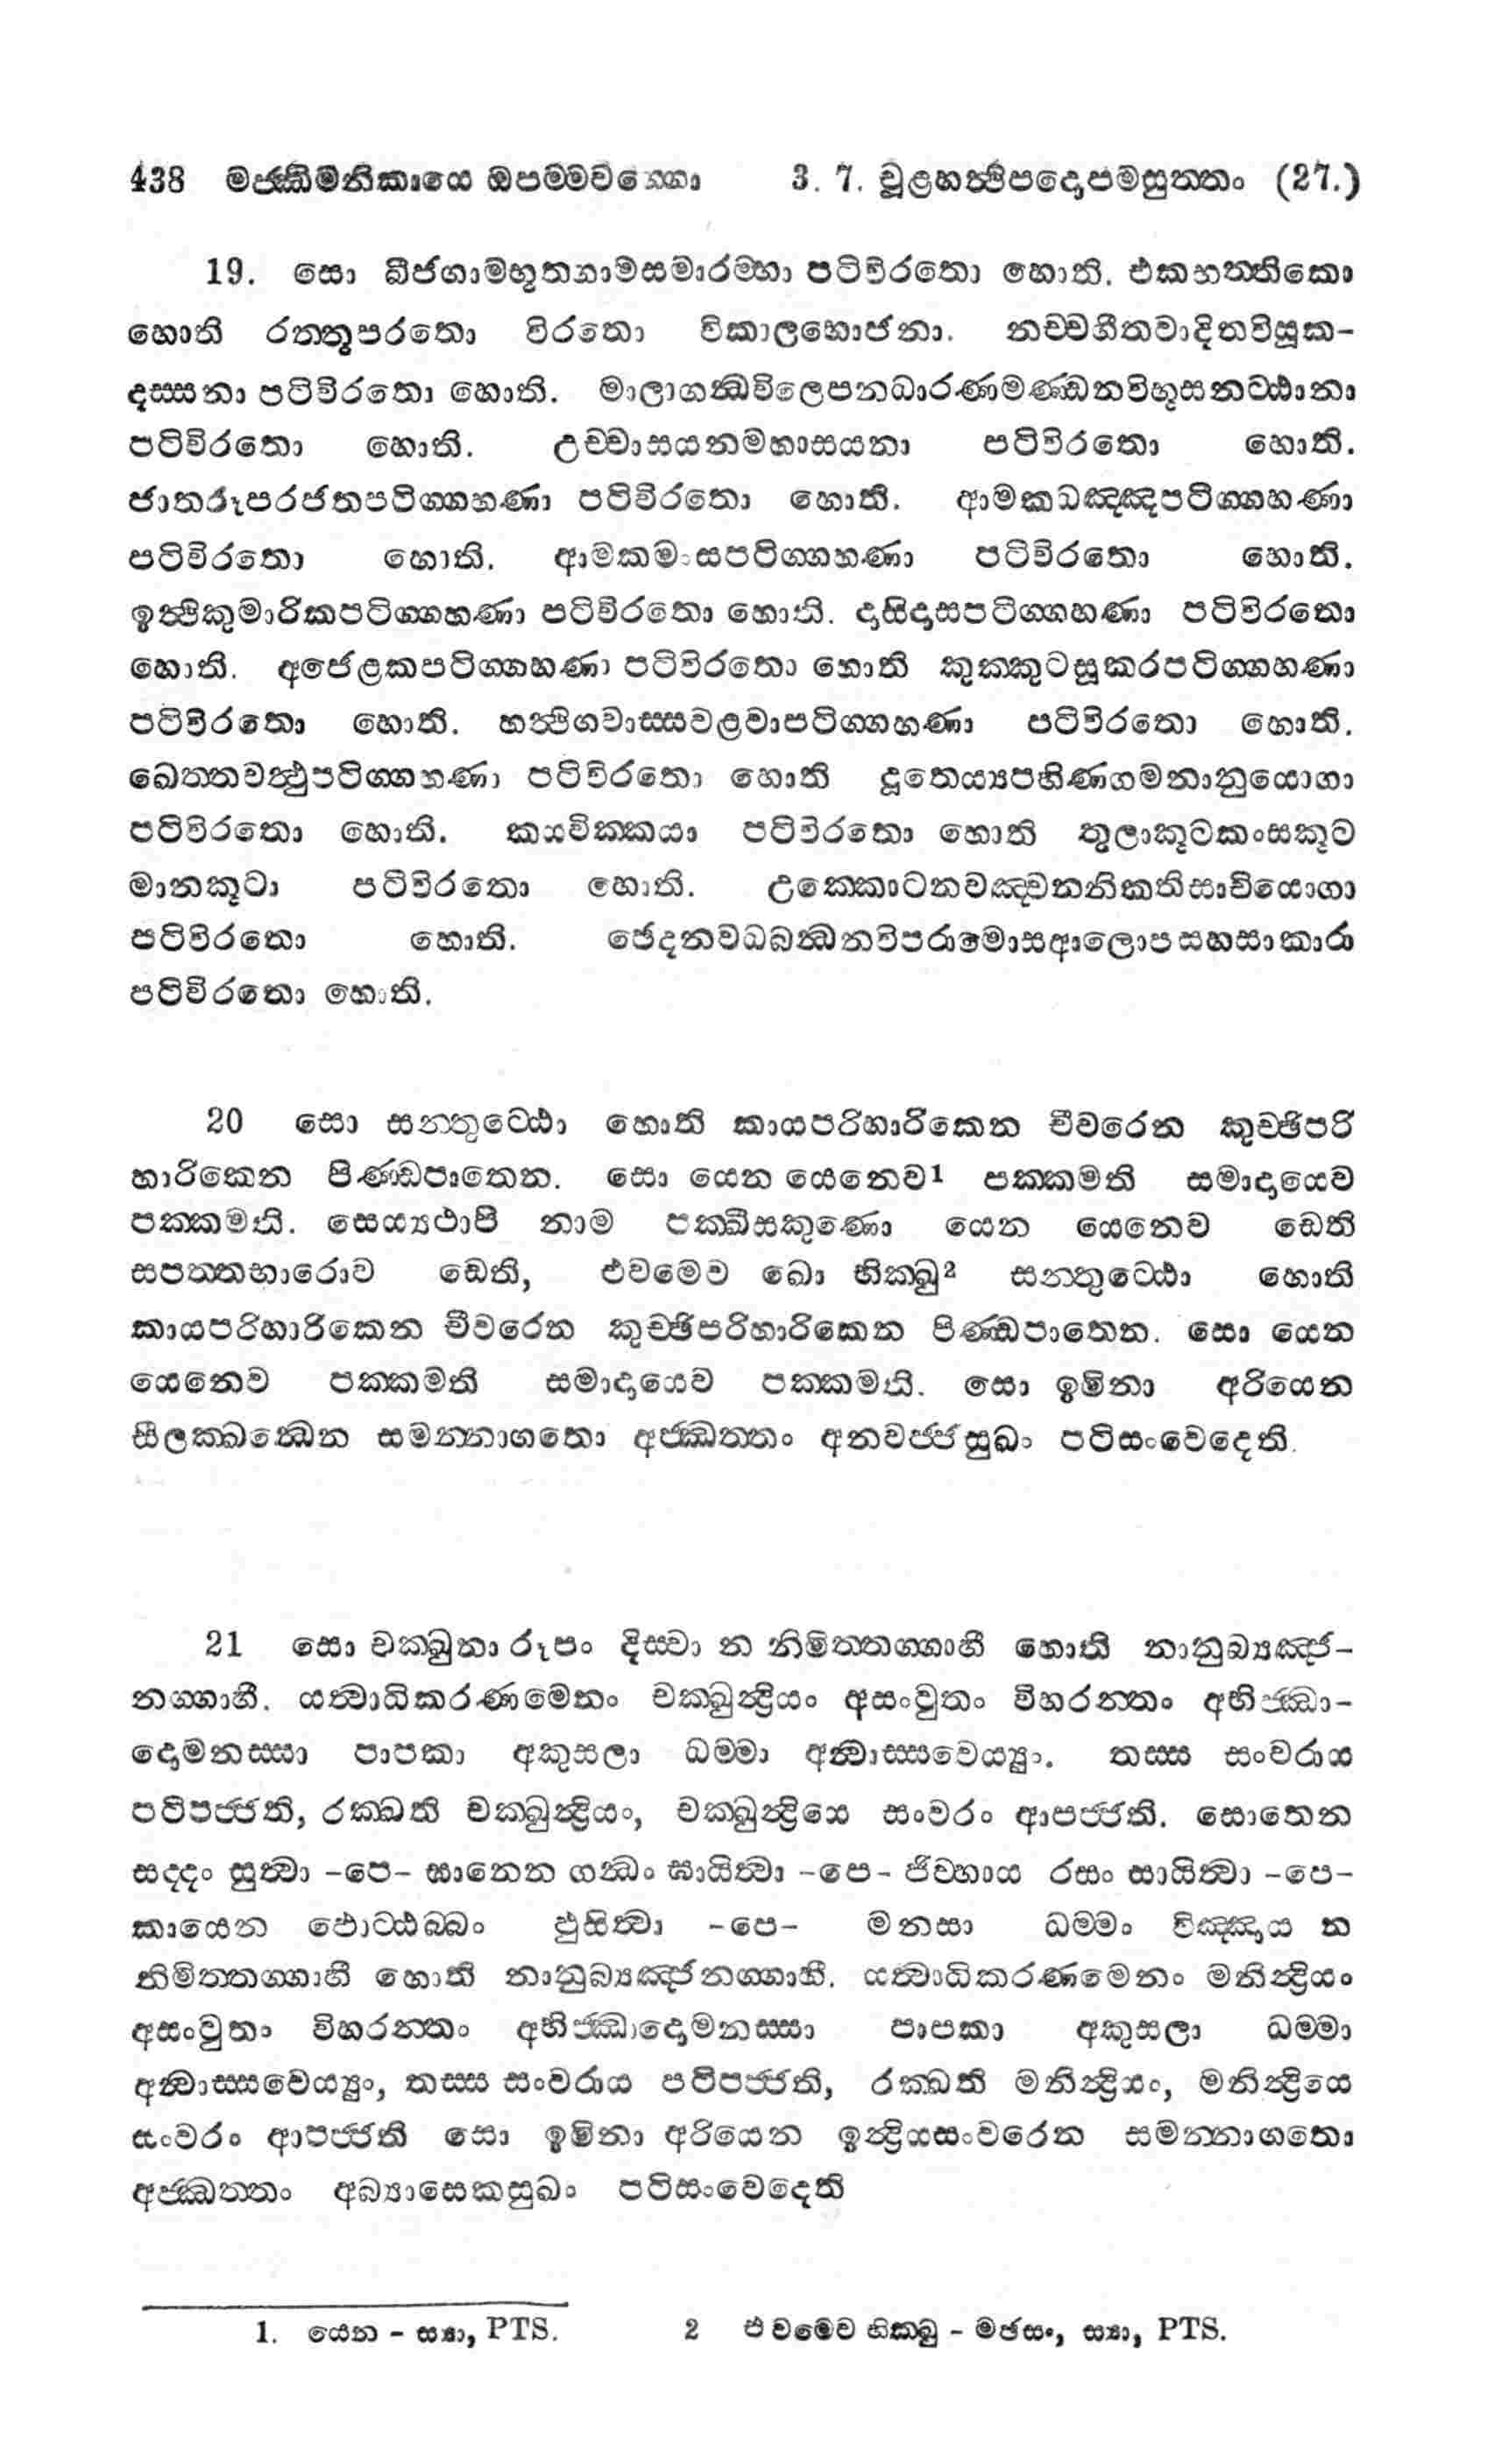 438 මජ්ඣිමනිකායෙ ඔපම්මවග්ගො 3. 7. චූළහත්ථිපදොපමසුත්තං (27.)
19. සො බීජගාමභූතගාමසමාරම්භා පටිවිරතො හොති. එකභත්තිකො
හොති රත්තූපරතො විරතො විකාලභොජනා. නච්චගීතවාදිතවිසූක-
දස්සනා පටිවිරතො හොති. මාලාගන්ධවිලෙපනධාරණමණ්ඩනවිභූසනට්ඨානා
පටිවිරතො හොති. උච්චාසයනමහාසයනා පටිවිරතො හොති.
ජාතරූපරජතපටිග්ගහණා පටිවිරතො හොති. ආමකධඤ්ඤපටිග්ගහණා
පටිවිරතො හොති. ආමකමංසපටිග්ගහණා පටිවිරතො හොති.
ඉත්ථිකුමාරිකපටිග්ගහණා පටිවිරතො හොති. දාසිදාසපටිග්ගහණා පටිවිරතො
හොති. අජෙළකපටිග්ගහණා පටිවිරතො හොති කුක්කුටසූකරපටිග්ගහණා
පටිවිරතො හොති. හත්ථිගවාස්සවළවාපටිග්ගහණා පටිවිරතො හොති.
ඛෙත්තවත්ථුපටිග්ගහණා පටිවිරතො හොති දූතෙය්‍යපහිණගමනානුයොගා
පටිවිරතො හොති. කයවික්කයා පටිවිරතො හොති තුලාකූටකංසකූට
මානකූටා පටිවිරතො හොති. උක්කොටනවඤ්චනනිකතිසාචියොගා
පටිවිරතො හොති. ඡෙදනවධබන්ධනවිපරාමොසආලොපසහසාකාරා
පටිවිරතො හොති.
20 සො සන්තුට්ඨො හොති කායපරිහාරිකෙන චීවරෙන කුච්ඡිපරි
හාරිකෙන පිණ්ඩපාතෙන. සො යෙන යෙනෙව1 පක්කමති සමාදායෙව
පක්කමති. සෙය්‍යථාපි නාම පක්ඛීසකුණො යෙන යෙනෙව ඩෙති
සපත්තභාරොව ඩෙති, එවමෙව ඛො භික්ඛු2 සන්තුට්ඨො හොති
කායපරිහාරිකෙන චීවරෙන කුච්ඡිපරිහාරිකෙන පිණ්ඩපාතෙන. සො යෙන
යෙනෙව පක්කමති සමාදායෙව පක්කමති. සො ඉමිනා අරියෙන
සීලක්ඛන්ධෙන සමන්නාගතො අජ්ඣත්තං අනවජ්ජසුඛං පටිසංවෙදෙති.
21 සො චක්ඛුනා රූපං දිස්වා න නිමිත්තග්ගාහී හොති නානුබ්‍යඤ්ජ-
නග්ගාහී. යත්වාධිකරණමෙතං චක්ඛුන්ද්‍රියං අසංවුතං විහරන්තං අභිජ්ඣා-
දොමනස්සා පාපකා අකුසලා ධම්මා අන්වාස්සවෙය්‍යුං. තස්ස සංවරාය
පටිපජ්ජති, රක්ඛති චක්ඛුන්ද්‍රියං, චක්ඛුන්ද්‍රියෙ සංවරං ආපජ්ජති. සොතෙන
සද්දං සුත්වා -පෙ- ඝානෙන ගන්ධං ඝායිත්වා -පෙ- ජිව්හාය රසං සායිත්වා -පෙ-
කායෙන ඵොට්ඨබ්බං ඵුසිත්වා -පෙ- මනසා ධම්මං විඤ්ඤාය න
නිමිත්තග්ගාහී හොති නානුබ්‍යඤ්ජනග්ගාහී. යත්වාධිකරණමෙනං මනින්ද්‍රියං
අසංවුතං විහරන්තං අභිජ්ඣාදොමනස්සා පාපකා අකුසලා ධම්මා
අන්වාස්සවෙය්‍යුං, තස්ස සංවරාය පටිපජ්ජති, රක්ඛති මනින්ද්‍රියං, මනින්ද්‍රියෙ
සංවරං ආපජ්ජති සො ඉමිනා අරියෙන ඉන්ද්‍රියසංවරෙන සමන්නාගතො
අජ්ඣත්තං අබ්‍යාසෙකසුඛං පටිසංවෙදෙති
1. යෙන - ස්‍යා, PTS. 2 එවමෙව භික්ඛු - මජසං, ස්‍යා, PTS.